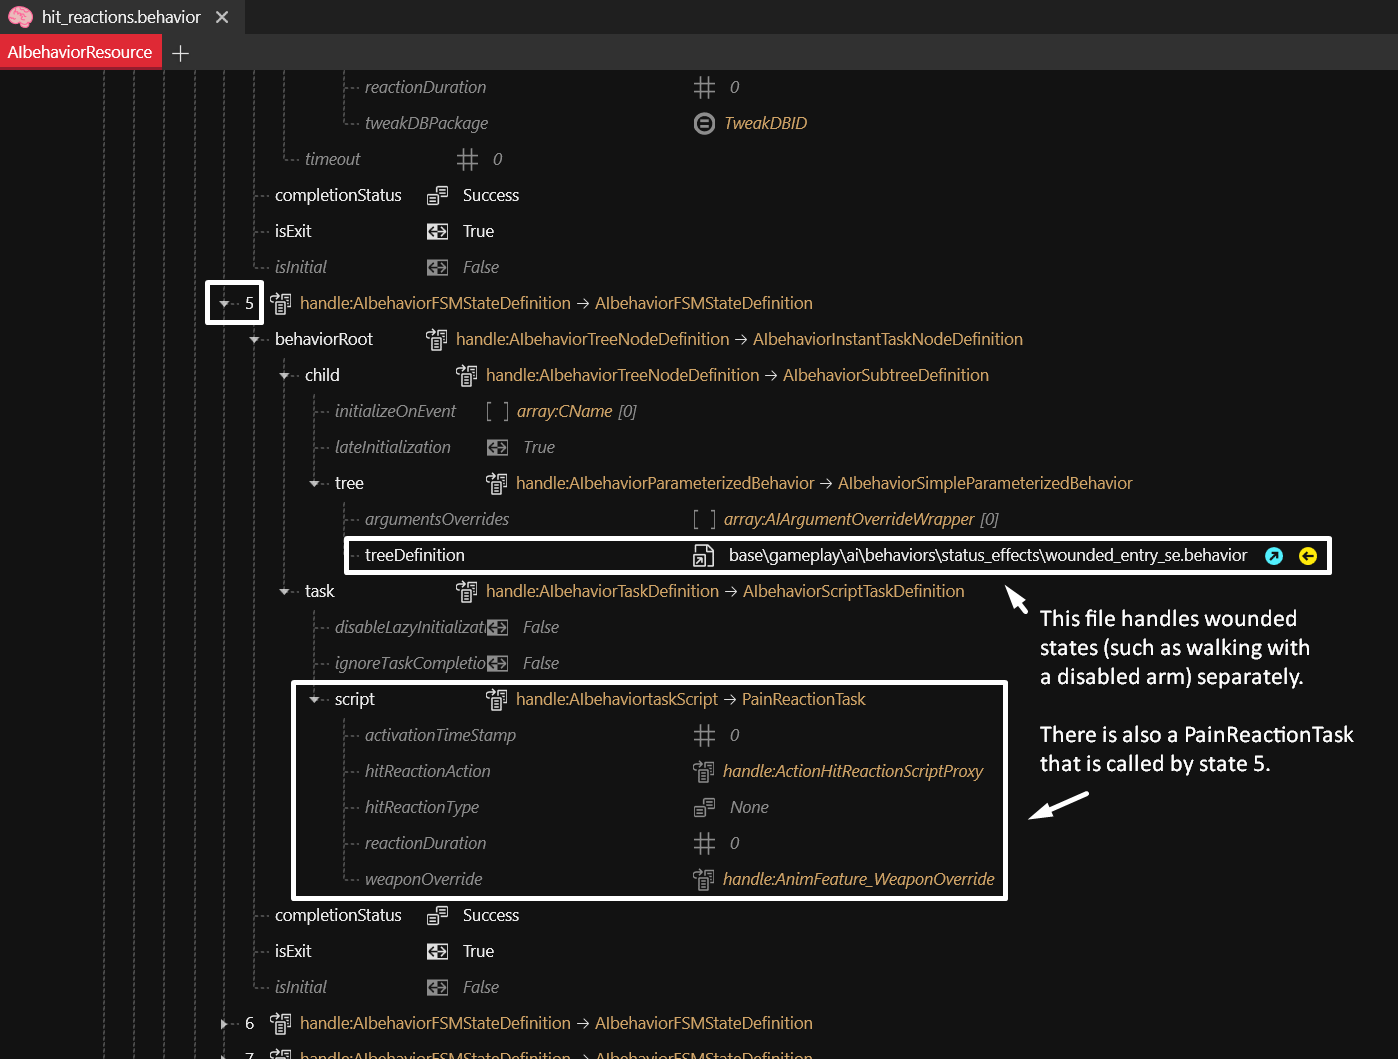 hit_reactions.behavior
AIbehaviorResource
reactionDuration 0
tweakDBPackage TweakDBID
timeout 0
completionStatus Success
isExit True
isInitial False
5 handle:AIbehaviorFSMStateDefinition → AIbehaviorFSMStateDefinition
behaviorRoot handle:AIbehaviorTreeNodeDefinition → AIbehaviorInstantTaskNodeDefinition
child handle:AIbehaviorTreeNodeDefinition → AIbehaviorSubtreeDefinition
initializeOnEvent [ ] array:CName [0]
lateInitialization True
tree handle:AIbehaviorParameterizedBehavior → AIbehaviorSimpleParameterizedBehavior
argumentsOverrides [ ] array:AIArgumentOverrideWrapper [0]
treeDefinition base\gameplay\ai\behaviors\status_effects\wounded_entry_se.behavior
task handle:AIbehaviorTaskDefinition → AIbehaviorScriptTaskDefinition
This file handles wounded
states (such as walking with
a disabled arm) separately.
disableLazyInitializati False
ignoreTaskCompletio False
script handle:AIbehaviortaskScript → PainReactionTask
There is also a PainReactionTask
that is called by state 5.
activationTimeStamp 0
hitReactionAction handle:ActionHitReactionScriptProxy
hitReactionType None
reactionDuration 0
weaponOverride handle:AnimFeature_WeaponOverride
completionStatus Success
isExit True
isInitial False
6 handle:AIbehaviorFSMStateDefinition → AIbehaviorFSMStateDefinition
7 handle:AIbehaviorFSMStateDefinition → AIbehaviorFSMStateDefinition